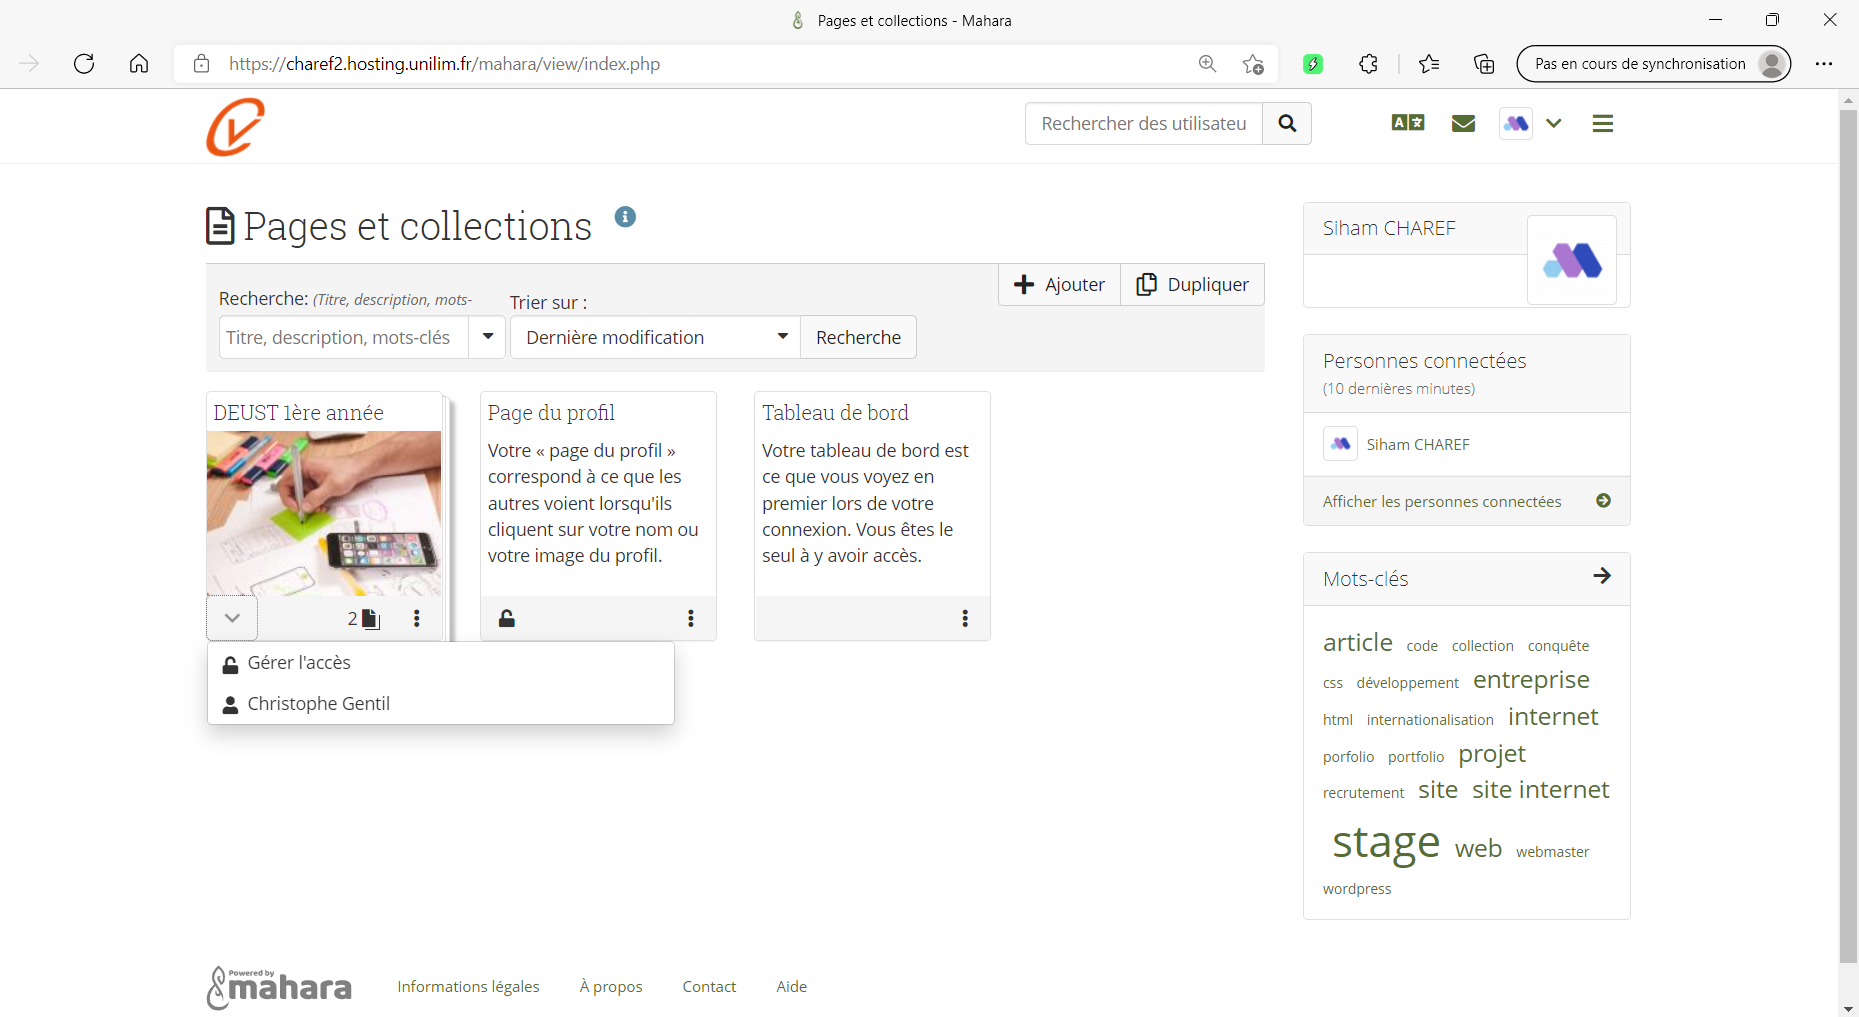 Pages et collections - Mahara
https://charef2.hosting.unilim.fr/mahara/view/index.php
Pas en cours de synchronisation
Rechercher des utilisateu
Pages et collections
Ajouter
Dupliquer
Recherche: (Titre, description, mots-
Trier sur :
Titre, description, mots-clés
Dernière modification
Recherche
DEUST 1ère année
2
Gérer l'accès
Christophe Gentil
Page du profil
Votre « page du profil »
correspond à ce que les
autres voient lorsqu'ils
cliquent sur votre nom ou
votre image du profil.
Tableau de bord
Votre tableau de bord est
ce que vous voyez en
premier lors de votre
connexion. Vous êtes le
seul à y avoir accès.
Siham CHAREF
Personnes connectées
(10 dernières minutes)
Siham CHAREF
Afficher les personnes connectées
Mots-clés
article code collection conquête
css développement entreprise
html internationalisation internet
porfolio portfolio projet
recrutement site site internet
stage web webmaster
wordpress
Powered by
mahara
Informations légales
À propos
Contact
Aide